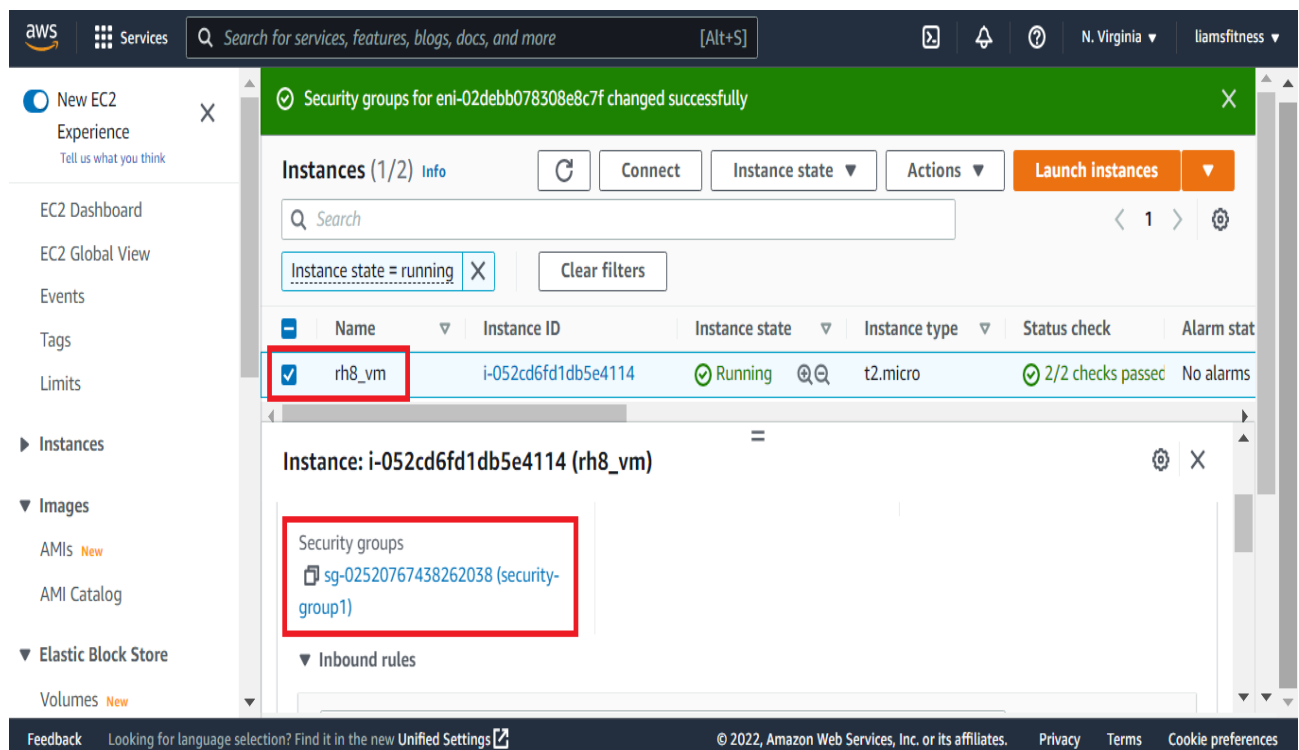 aws Services Search for services, features, blogs, docs, and more [Alt+S] N. Virginia ▼ liamsfitness ▼
New EC2 Experience
Tell us what you think
EC2 Dashboard
EC2 Global View
Events
Tags
Limits
Instances
Images
AMIs New
AMI Catalog
Elastic Block Store
Volumes New
Security groups for eni-02debb078308e8c7f changed successfully
Instances (1/2) Info Connect Instance state ▼ Actions ▼ Launch instances ▼
Search 1
Instance state = running Clear filters
Name Instance ID Instance state Instance type Status check Alarm stat
rh8_vm i-052cd6fd1db5e4114 Running t2.micro 2/2 checks passed No alarms
Instance: i-052cd6fd1db5e4114 (rh8_vm)
Security groups
sg-02520767438262038 (security-
group1)
▼ Inbound rules
Feedback Looking for language selection? Find it in the new Unified Settings © 2022, Amazon Web Services, Inc. or its affiliates. Privacy Terms Cookie preferences